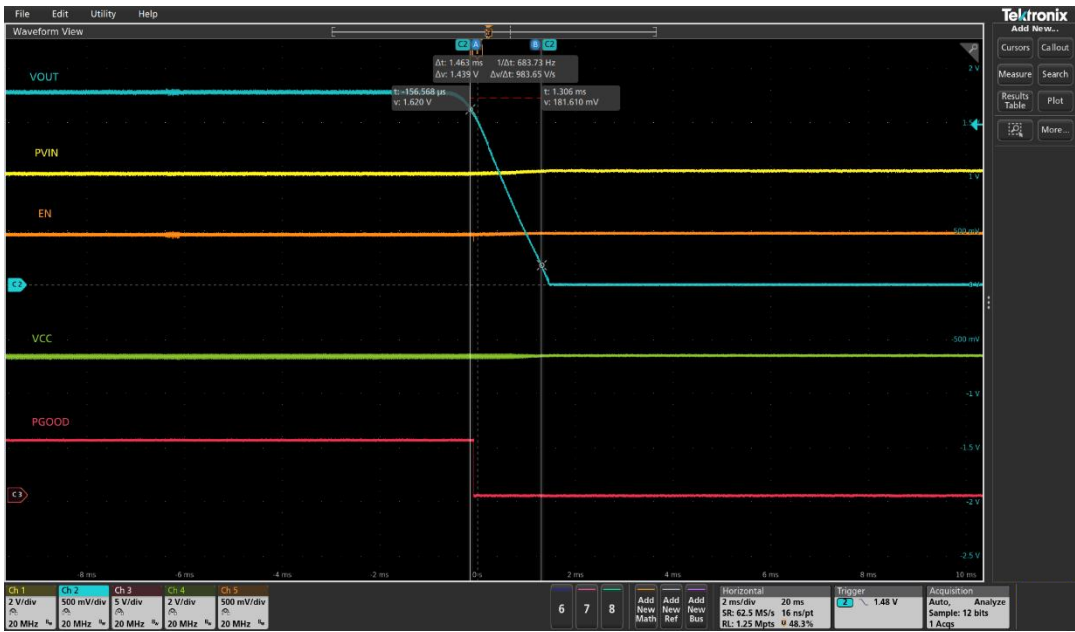 File Edit Utility Help
Tektronix
Waveform View
Add New...
Cursors Callout
Measure Search
Results Table Plot
More...
C2 A B C2
Δt: 1.463 ms 1/Δt: 683.73 Hz
Δv: 1.439 V Δv/Δt: 983.65 V/s
t: -156.568 µs
v: 1.620 V
t: 1.306 ms
v: 181.610 mV
2 V
VOUT
PVIN
1 V
EN
500 mV
C2
VCC
-500 mV
-1 V
PGOOD
-1.5 V
C3
-2 V
-2.5 V
-8 ms -6 ms -4 ms -2 ms 0 s 2 ms 4 ms 6 ms 8 ms 10 ms
Ch 1 Ch 2 Ch 3 Ch 4 Ch 5
2 V/div 500 mV/div 5 V/div 2 V/div 500 mV/div
20 MHz 20 MHz 20 MHz 20 MHz 20 MHz
6 7 8
Add New Math
Add New Ref
Add New Bus
Horizontal
2 ms/div 20 ms
SR: 62.5 MS/s 16 ns/pt
RL: 1.25 Mpts 48.3%
Trigger
2 1.48 V
Acquisition
Auto, Analyze
Sample: 12 bits
1 Acqs